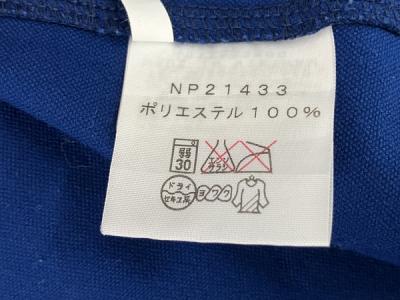 NP21433
ポリエステル100%
弱
30
エンソ
サラシ
ドライ
セキユ系
ヨワク